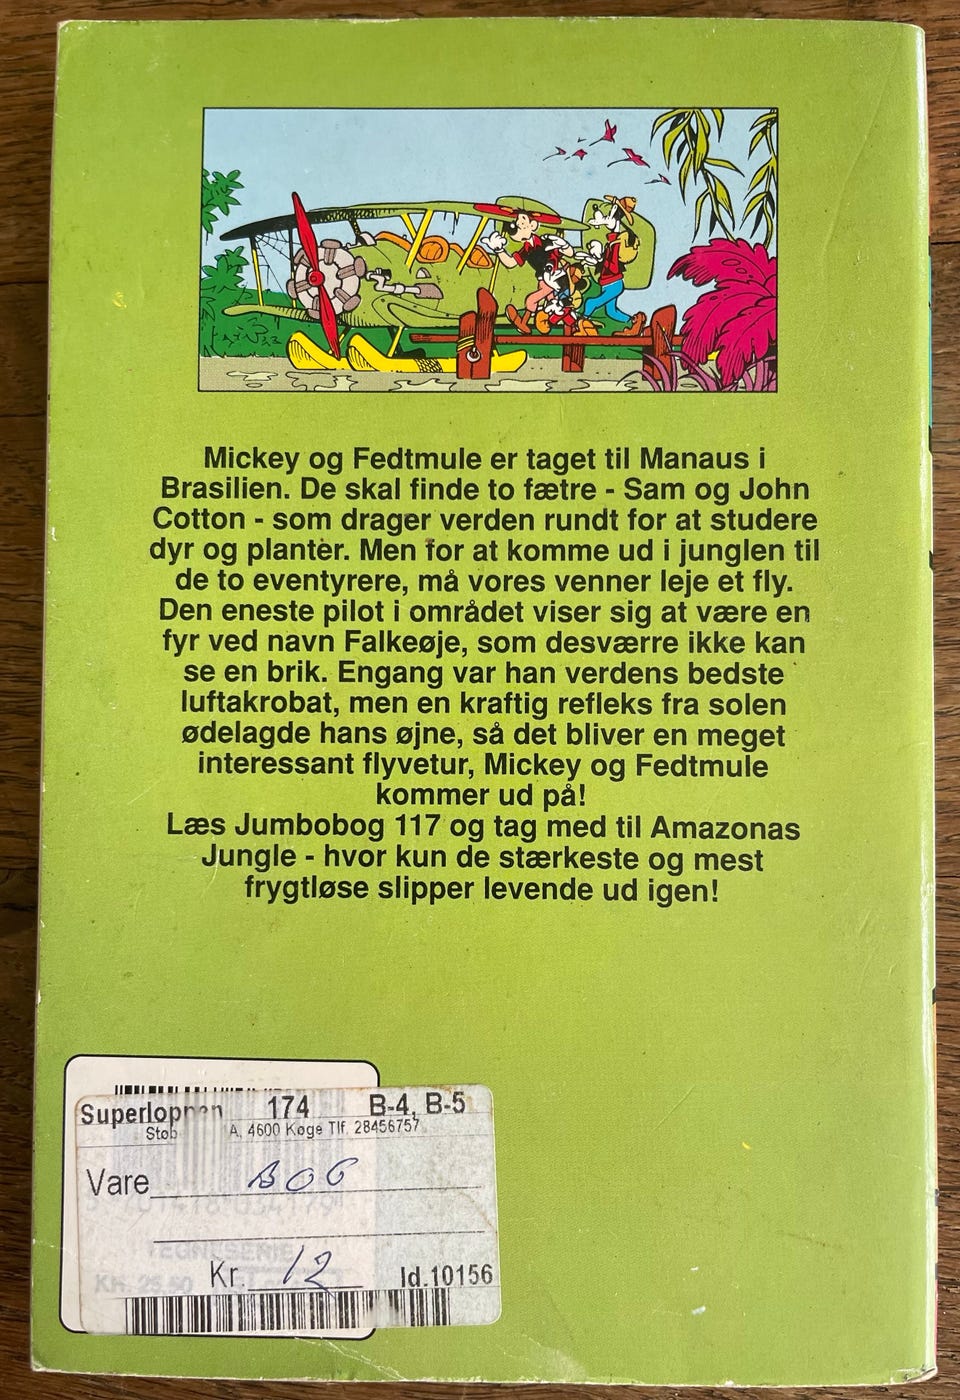 Mickey og Fedtmule er taget til Manaus i
Brasilien. De skal finde to fætre - Sam og John
Cotton - som drager verden rundt for at studere
dyr og planter. Men for at komme ud i junglen til
de to eventyrere, må vores venner leje et fly.
Den eneste pilot i området viser sig at være en
fyr ved navn Falkeøje, som desværre ikke kan
se en brik. Engang var han verdens bedste
luftakrobat, men en kraftig refleks fra solen
ødelagde hans øjne, så det bliver en meget
interessant flyvetur, Mickey og Fedtmule
kommer ud på!
Læs Jumbobog 117 og tag med til Amazonas
Jungle - hvor kun de stærkeste og mest
frygtløse slipper levende ud igen!
Superloppen 174 B-4, B-5
A, 4600 Køge Tlf. 28456757
Vare BOG
TEGNESERIE
KR. 25.50
Kr. 12 Id.10156